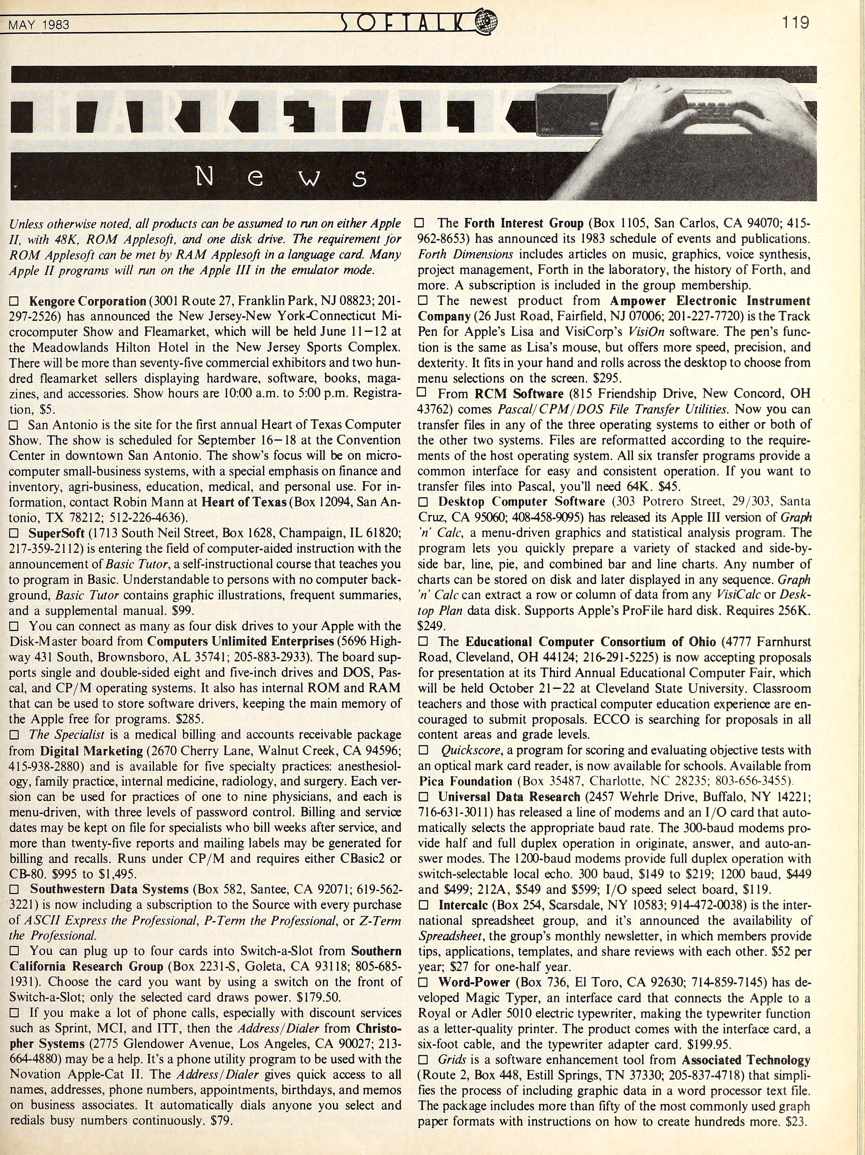 MAY 1983
SOFTALK
119
MARKETALK
News
Unless otherwise noted, all products can be assumed to run on either Apple
II, with 48K, ROM Applesoft, and one disk drive. The requirement for
ROM Applesoft can be met by RAM Applesoft in a language card. Many
Apple II programs will run on the Apple III in the emulator mode.
□ Kengore Corporation (3001 Route 27, Franklin Park, NJ 08823; 201-
297-2526) has announced the New Jersey-New York-Connecticut Mi-
crocomputer Show and Fleamarket, which will be held June 11–12 at
the Meadowlands Hilton Hotel in the New Jersey Sports Complex.
There will be more than seventy-five commercial exhibitors and two hun-
dred fleamarket sellers displaying hardware, software, books, maga-
zines, and accessories. Show hours are 10:00 a.m. to 5:00 p.m. Registra-
tion, $5.
□ San Antonio is the site for the first annual Heart of Texas Computer
Show. The show is scheduled for September 16–18 at the Convention
Center in downtown San Antonio. The show's focus will be on micro-
computer small-business systems, with a special emphasis on finance and
inventory, agri-business, education, medical, and personal use. For in-
formation, contact Robin Mann at Heart of Texas (Box 12094, San An-
tonio, TX 78212; 512-226-4636).
□ SuperSoft (1713 South Neil Street, Box 1628, Champaign, IL 61820;
217-359-2112) is entering the field of computer-aided instruction with the
announcement of Basic Tutor, a self-instructional course that teaches you
to program in Basic. Understandable to persons with no computer back-
ground, Basic Tutor contains graphic illustrations, frequent summaries,
and a supplemental manual. $99.
□ You can connect as many as four disk drives to your Apple with the
Disk-Master board from Computers Unlimited Enterprises (5696 High-
way 431 South, Brownsboro, AL 35741; 205-883-2933). The board sup-
ports single and double-sided eight and five-inch drives and DOS, Pas-
cal, and CP/M operating systems. It also has internal ROM and RAM
that can be used to store software drivers, keeping the main memory of
the Apple free for programs. $285.
□ The Specialist is a medical billing and accounts receivable package
from Digital Marketing (2670 Cherry Lane, Walnut Creek, CA 94596;
415-938-2880) and is available for five specialty practices: anesthesiol-
ogy, family practice, internal medicine, radiology, and surgery. Each ver-
sion can be used for practices of one to nine physicians, and each is
menu-driven, with three levels of password control. Billing and service
dates may be kept on file for specialists who bill weeks after service, and
more than twenty-five reports and mailing labels may be generated for
billing and recalls. Runs under CP/M and requires either CBasic2 or
CB-80. $995 to $1,495.
□ Southwestern Data Systems (Box 582, Santee, CA 92071; 619-562-
3221) is now including a subscription to the Source with every purchase
of ASCII Express the Professional, P-Term the Professional, or Z-Term
the Professional.
□ You can plug up to four cards into Switch-a-Slot from Southern
California Research Group (Box 2231-S, Goleta, CA 93118; 805-685-
1931). Choose the card you want by using a switch on the front of
Switch-a-Slot; only the selected card draws power. $179.50.
□ If you make a lot of phone calls, especially with discount services
such as Sprint, MCI, and ITT, then the Address/Dialer from Christo-
pher Systems (2775 Glendower Avenue, Los Angeles, CA 90027; 213-
664-4880) may be a help. It's a phone utility program to be used with the
Novation Apple-Cat II. The Address/Dialer gives quick access to all
names, addresses, phone numbers, appointments, birthdays, and memos
on business associates. It automatically dials anyone you select and
redials busy numbers continuously. $79.
□ The Forth Interest Group (Box 1105, San Carlos, CA 94070; 415-
962-8653) has announced its 1983 schedule of events and publications.
Forth Dimensions includes articles on music, graphics, voice synthesis,
project management, Forth in the laboratory, the history of Forth, and
more. A subscription is included in the group membership.
□ The newest product from Ampower Electronic Instrument
Company (26 Just Road, Fairfield, NJ 07006; 201-227-7720) is the Track
Pen for Apple's Lisa and VisiCorp's VisiOn software. The pen's func-
tion is the same as Lisa's mouse, but offers more speed, precision, and
dexterity. It fits in your hand and rolls across the desktop to choose from
menu selections on the screen. $295.
□ From RCM Software (815 Friendship Drive, New Concord, OH
43762) comes Pascal/CPM/DOS File Transfer Utilities. Now you can
transfer files in any of the three operating systems to either or both of
the other two systems. Files are reformatted according to the require-
ments of the host operating system. All six transfer programs provide a
common interface for easy and consistent operation. If you want to
transfer files into Pascal, you'll need 64K. $45.
□ Desktop Computer Software (303 Potrero Street, 29/303, Santa
Cruz, CA 95060; 408-458-9095) has released its Apple III version of Graph
'n' Calc, a menu-driven graphics and statistical analysis program. The
program lets you quickly prepare a variety of stacked and side-by-
side bar, line, pie, and combined bar and line charts. Any number of
charts can be stored on disk and later displayed in any sequence. Graph
'n' Calc can extract a row or column of data from any VisiCalc or Desk-
top Plan data disk. Supports Apple's ProFile hard disk. Requires 256K.
$249.
□ The Educational Computer Consortium of Ohio (4777 Farnhurst
Road, Cleveland, OH 44124; 216-291-5225) is now accepting proposals
for presentation at its Third Annual Educational Computer Fair, which
will be held October 21–22 at Cleveland State University. Classroom
teachers and those with practical computer education experience are en-
couraged to submit proposals. ECCO is searching for proposals in all
content areas and grade levels.
□ Quickscore, a program for scoring and evaluating objective tests with
an optical mark card reader, is now available for schools. Available from
Pica Foundation (Box 35487, Charlotte, NC 28235; 803-656-3455).
□ Universal Data Research (2457 Wehrle Drive, Buffalo, NY 14221;
716-631-3011) has released a line of modems and an I/O card that auto-
matically selects the appropriate baud rate. The 300-baud modems pro-
vide half and full duplex operation in originate, answer, and auto-an-
swer modes. The 1200-baud modems provide full duplex operation with
switch-selectable local echo. 300 baud, $149 to $219; 1200 baud, $449
and $499; 212A, $549 and $599; I/O speed select board, $119.
□ Intercalc (Box 254, Scarsdale, NY 10583; 914-472-0038) is the inter-
national spreadsheet group, and it's announced the availability of
Spreadsheet, the group's monthly newsletter, in which members provide
tips, applications, templates, and share reviews with each other. $52 per
year; $27 for one-half year.
□ Word-Power (Box 736, El Toro, CA 92630; 714-859-7145) has de-
veloped Magic Typer, an interface card that connects the Apple to a
Royal or Adler 5010 electric typewriter, making the typewriter function
as a letter-quality printer. The product comes with the interface card, a
six-foot cable, and the typewriter adapter card. $199.95.
□ Grids is a software enhancement tool from Associated Technology
(Route 2, Box 448, Estill Springs, TN 37330; 205-837-4718) that simpli-
fies the process of including graphic data in a word processor text file.
The package includes more than fifty of the most commonly used graph
paper formats with instructions on how to create hundreds more. $23.